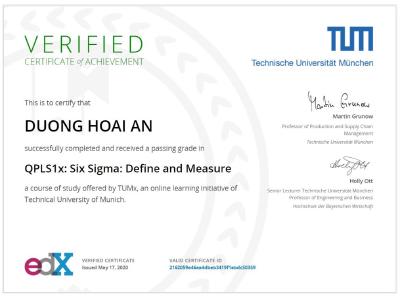 VERIFIED
CERTIFICATE of ACHIEVEMENT
TUM
Technische Universität München
This is to certify that
DUONG HOAI AN
successfully completed and received a passing grade in
QPLS1x: Six Sigma: Define and Measure
a course of study offered by TUMx, an online learning initiative of
Technical University of Munich.
Martin Grunow
Martin Grunow
Professor of Production and Supply Chain
Management
Technische Universität München
Holly Ott
Holly Ott
Senior Lecturer Technische Universität München
Professor of Engineering and Business
Hochschule der Bayerischen Wirtschaft
edX
VERIFIED CERTIFICATE
Issued May 17, 2020
VALID CERTIFICATE ID